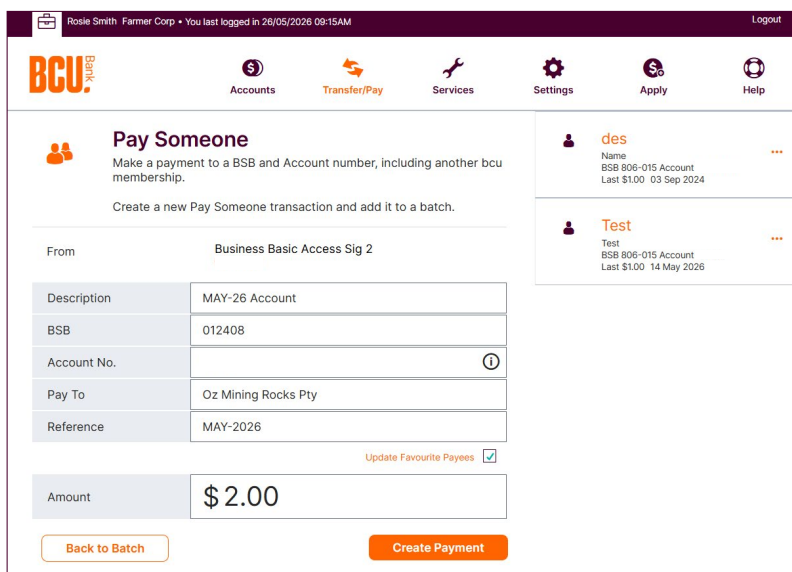 Rosie Smith Farmer Corp • You last logged in 26/05/2026 09:15AM
Logout
BCU Bank
Accounts
Transfer/Pay
Services
Settings
Apply
Help
Pay Someone
Make a payment to a BSB and Account number, including another bcu
membership.
Create a new Pay Someone transaction and add it to a batch.
From Business Basic Access Sig 2
Description MAY-26 Account
BSB 012408
Account No.
Pay To Oz Mining Rocks Pty
Reference MAY-2026
Update Favourite Payees
Amount $2.00
Back to Batch
Create Payment
des
Name
BSB 806-015 Account
Last $1.00 03 Sep 2024
Test
Test
BSB 806-015 Account
Last $1.00 14 May 2026